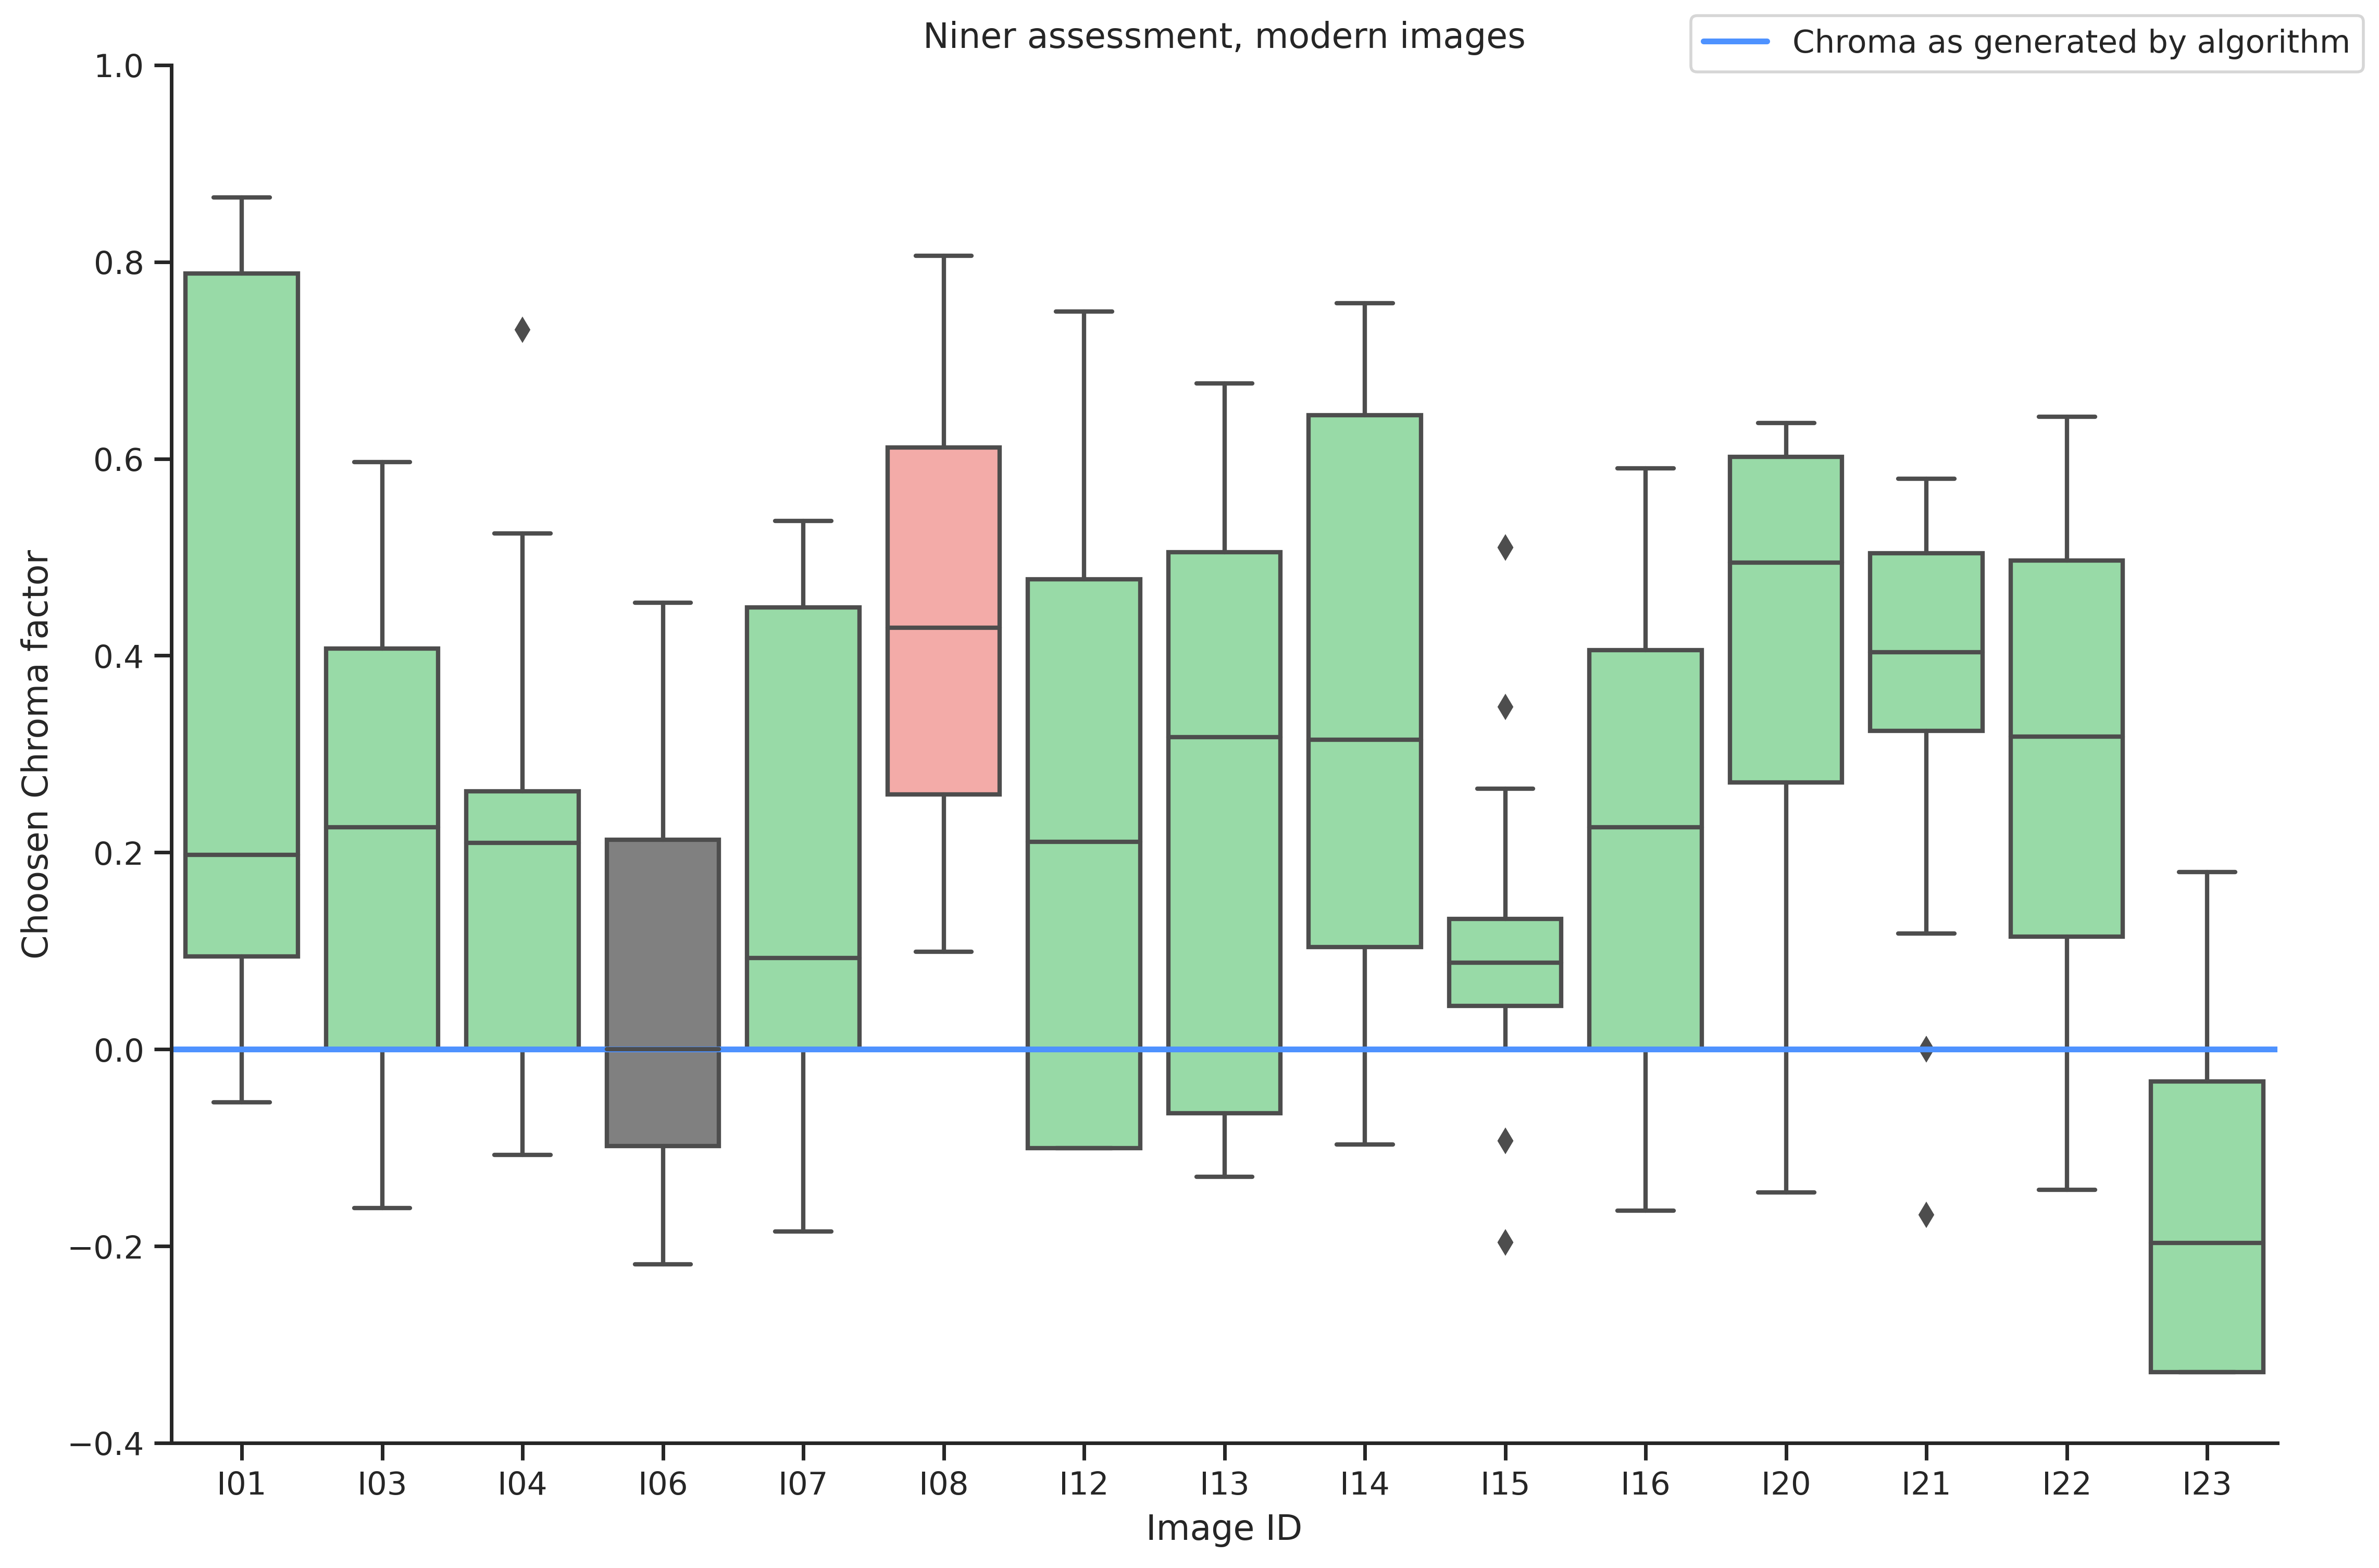 Niner assessment, modern images
Chroma as generated by algorithm
1.0
0.8
0.6
0.4
0.2
0.0
−0.2
−0.4
Choosen Chroma factor
I01 I03 I04 I06 I07 I08 I12 I13 I14 I15 I16 I20 I21 I22 I23
Image ID